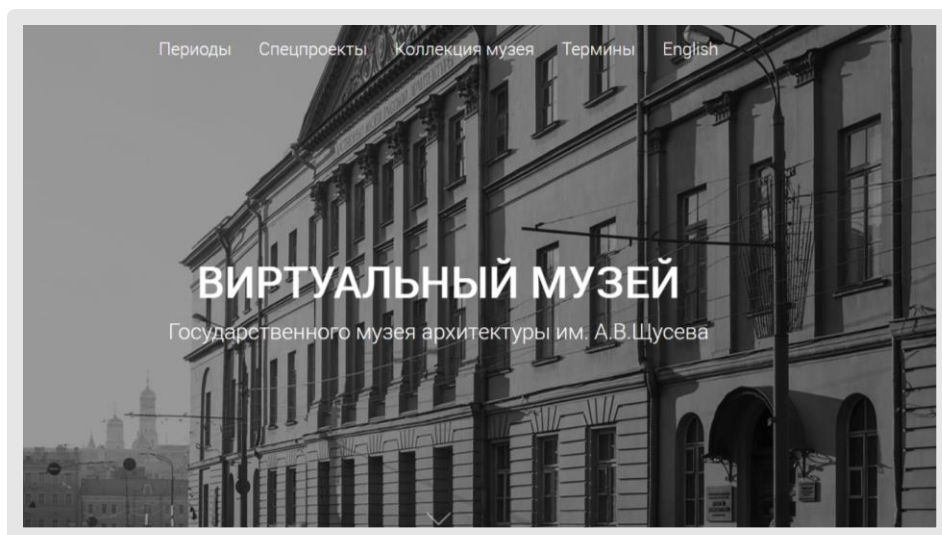 Периоды Спецпроекты Коллекция музея Термины English
ВИРТУАЛЬНЫЙ МУЗЕЙ
Государственного музея архитектуры им. А.В.Щусева